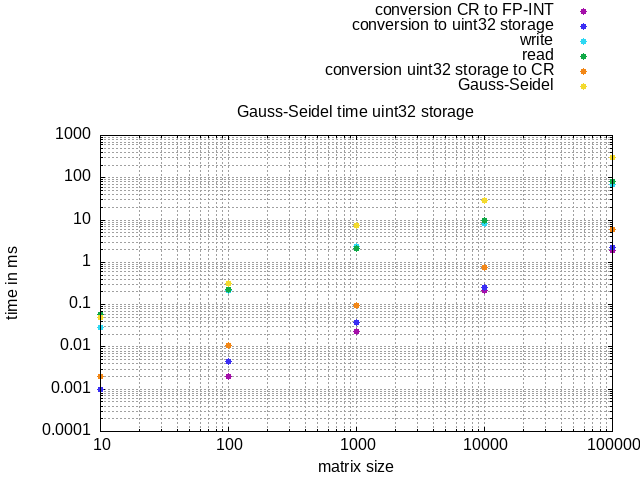 conversion CR to FP-INT
conversion to uint32 storage
write
read
conversion uint32 storage to CR
Gauss-Seidel
Gauss-Seidel time uint32 storage
1000
100
10
1
0.1
0.01
0.001
0.0001
time in ms
10 100 1000 10000 100000
matrix size